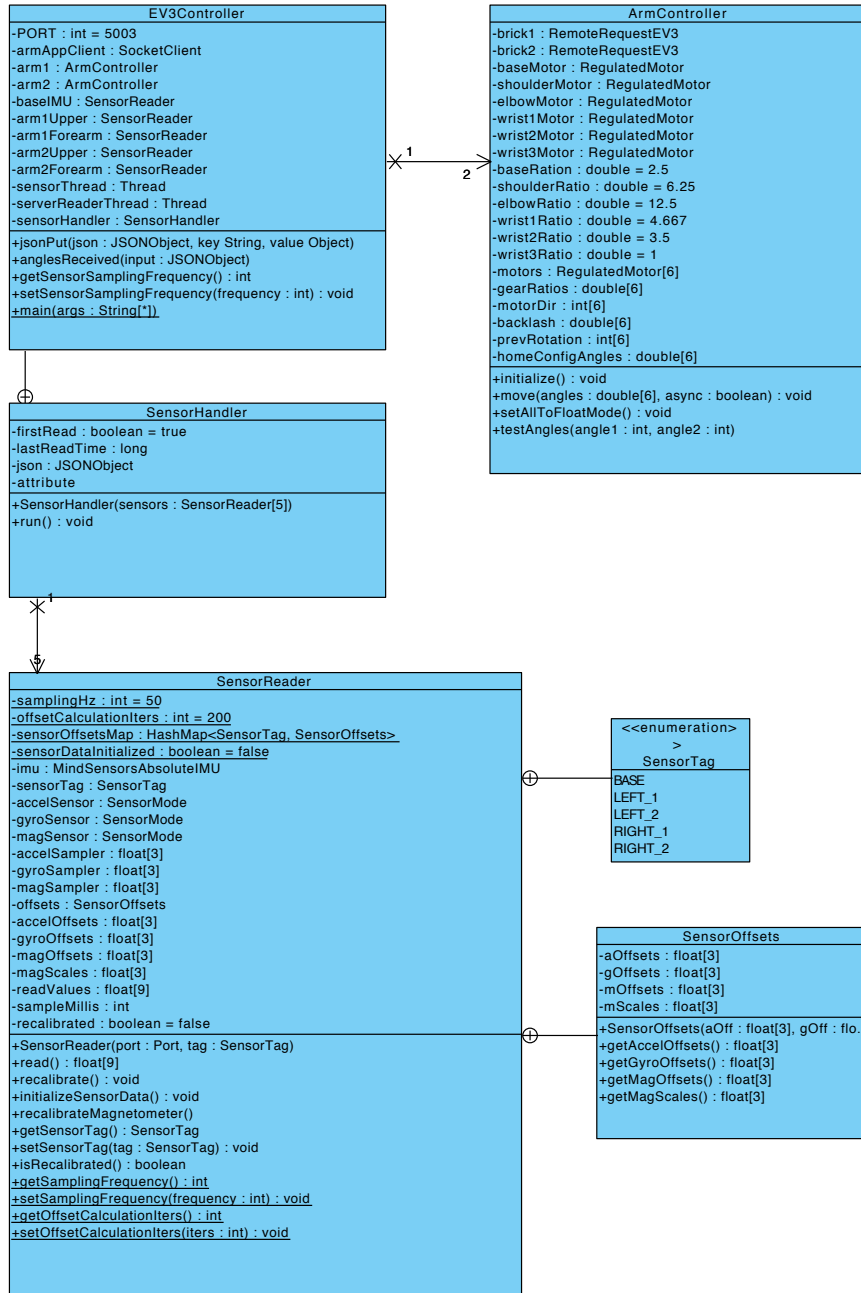 EV3Controller
-PORT : int = 5003
-armAppClient : SocketClient
-arm1 : ArmController
-arm2 : ArmController
-baseIMU : SensorReader
-arm1Upper : SensorReader
-arm1Forearm : SensorReader
-arm2Upper : SensorReader
-arm2Forearm : SensorReader
-sensorThread : Thread
-serverReaderThread : Thread
-sensorHandler : SensorHandler
+jsonPut(json : JSONObject, key String, value Object)
+anglesReceived(input : JSONObject)
+getSensorSamplingFrequency() : int
+setSensorSamplingFrequency(frequency : int) : void
+main(args : String[*])
1
2
ArmController
-brick1 : RemoteRequestEV3
-brick2 : RemoteRequestEV3
-baseMotor : RegulatedMotor
-shoulderMotor : RegulatedMotor
-elbowMotor : RegulatedMotor
-wrist1Motor : RegulatedMotor
-wrist2Motor : RegulatedMotor
-wrist3Motor : RegulatedMotor
-baseRation : double = 2.5
-shoulderRatio : double = 6.25
-elbowRatio : double = 12.5
-wrist1Ratio : double = 4.667
-wrist2Ratio : double = 3.5
-wrist3Ratio : double = 1
-motors : RegulatedMotor[6]
-gearRatios : double[6]
-motorDir : int[6]
-backlash : double[6]
-prevRotation : int[6]
-homeConfigAngles : double[6]
+initialize() : void
+move(angles : double[6], async : boolean) : void
+setAllToFloatMode() : void
+testAngles(angle1 : int, angle2 : int)
SensorHandler
-firstRead : boolean = true
-lastReadTime : long
-json : JSONObject
-attribute
+SensorHandler(sensors : SensorReader[5])
+run() : void
1
5
SensorReader
-samplingHz : int = 50
-offsetCalculationIters : int = 200
-sensorOffsetsMap : HashMap<SensorTag, SensorOffsets>
-sensorDataInitialized : boolean = false
-imu : MindSensorsAbsoluteIMU
-sensorTag : SensorTag
-accelSensor : SensorMode
-gyroSensor : SensorMode
-magSensor : SensorMode
-accelSampler : float[3]
-gyroSampler : float[3]
-magSampler : float[3]
-offsets : SensorOffsets
-accelOffsets : float[3]
-gyroOffsets : float[3]
-magOffsets : float[3]
-magScales : float[3]
-readValues : float[9]
-sampleMillis : int
-recalibrated : boolean = false
+SensorReader(port : Port, tag : SensorTag)
+read() : float[9]
+recalibrate() : void
+initializeSensorData() : void
+recalibrateMagnetometer()
+getSensorTag() : SensorTag
+setSensorTag(tag : SensorTag) : void
+isRecalibrated() : boolean
+getSamplingFrequency() : int
+setSamplingFrequency(frequency : int) : void
+getOffsetCalculationIters() : int
+setOffsetCalculationIters(iters : int) : void
<<enumeration>
>
SensorTag
BASE
LEFT_1
LEFT_2
RIGHT_1
RIGHT_2
SensorOffsets
-aOffsets : float[3]
-gOffsets : float[3]
-mOffsets : float[3]
-mScales : float[3]
+SensorOffsets(aOff : float[3], gOff : flo..
+getAccelOffsets() : float[3]
+getGyroOffsets() : float[3]
+getMagOffsets() : float[3]
+getMagScales() : float[3]